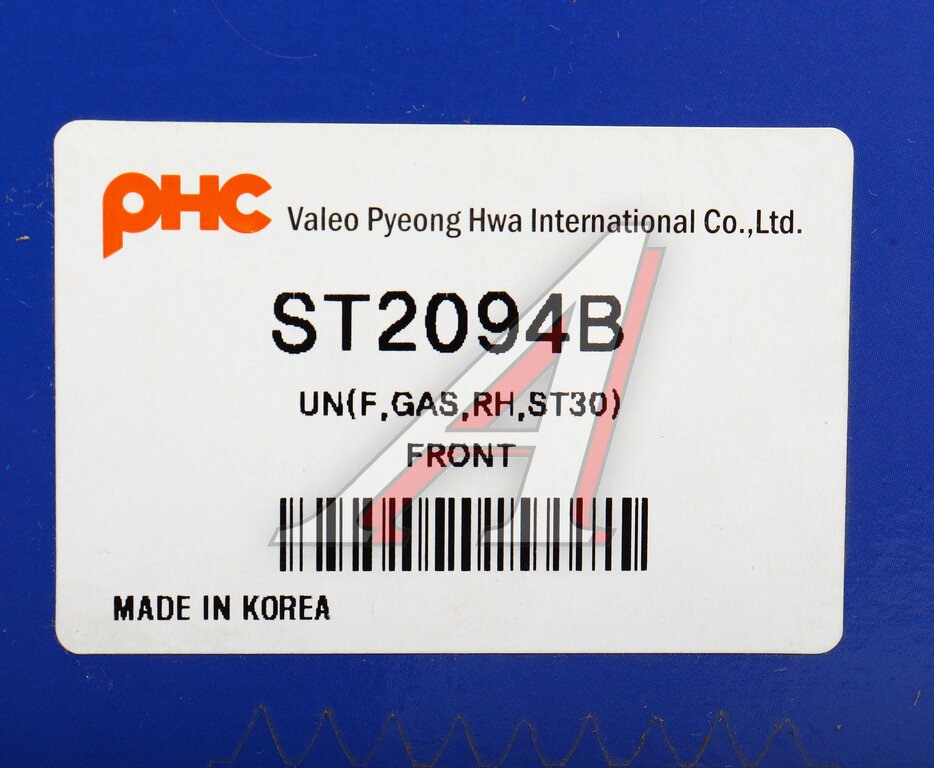 PHC Valeo Pyeong Hwa International Co.,Ltd.
ST2094B
UN(F,GAS,RH,ST30)
FRONT
MADE IN KOREA